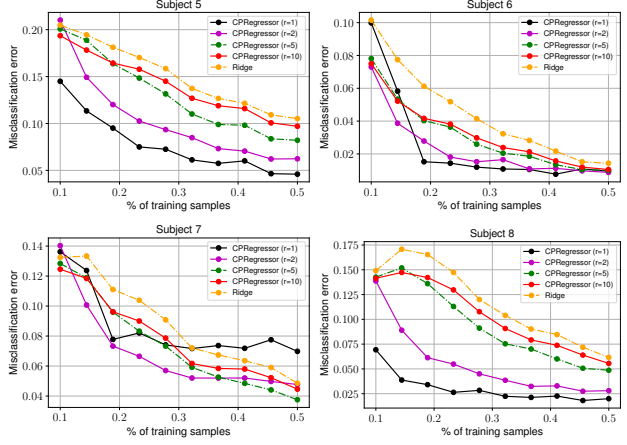 Subject 5
Misclassification error
0.20
0.15
0.10
0.05
CPRegressor (r=1)
CPRegressor (r=2)
CPRegressor (r=5)
CPRegressor (r=10)
Ridge
0.1 0.2 0.3 0.4 0.5
% of training samples
Subject 6
Misclassification error
0.10
0.08
0.06
0.04
0.02
CPRegressor (r=1)
CPRegressor (r=2)
CPRegressor (r=5)
CPRegressor (r=10)
Ridge
0.1 0.2 0.3 0.4 0.5
% of training samples
Subject 7
Misclassification error
0.14
0.12
0.10
0.08
0.06
0.04
CPRegressor (r=1)
CPRegressor (r=2)
CPRegressor (r=5)
CPRegressor (r=10)
Ridge
0.1 0.2 0.3 0.4 0.5
% of training samples
Subject 8
Misclassification error
0.175
0.150
0.125
0.100
0.075
0.050
0.025
CPRegressor (r=1)
CPRegressor (r=2)
CPRegressor (r=5)
CPRegressor (r=10)
Ridge
0.1 0.2 0.3 0.4 0.5
% of training samples